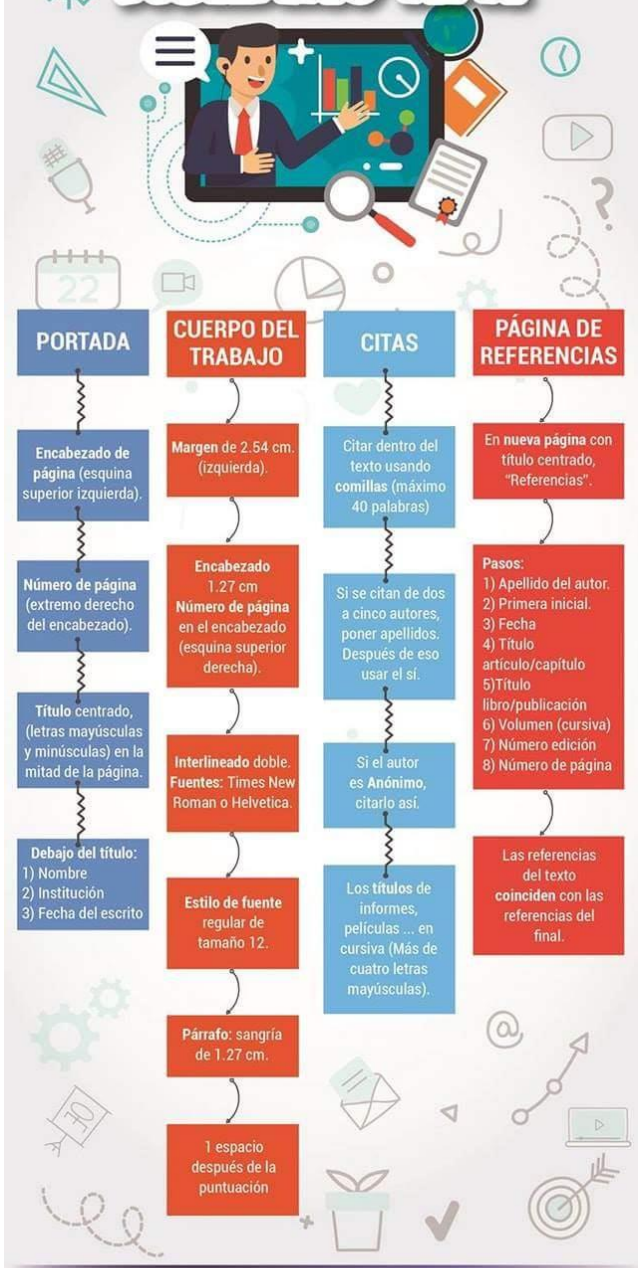 22
PORTADA
Encabezado de
página (esquina
superior izquierda).
Número de página
(extremo derecho
del encabezado).
Título centrado,
(letras mayúsculas
y minúsculas) en la
mitad de la página.
Debajo del título:
1) Nombre
2) Institución
3) Fecha del escrito
CUERPO DEL
TRABAJO
Margen de 2.54 cm.
(izquierda).
Encabezado
1.27 cm
Número de página
en el encabezado
(esquina superior
derecha).
Interlineado doble.
Fuentes: Times New
Roman o Helvetica.
Estilo de fuente
regular de
tamaño 12.
Párrafo: sangría
de 1.27 cm.
1 espacio
después de la
puntuación
CITAS
Citar dentro del
texto usando
comillas (máximo
40 palabras)
Si se citan de dos
a cinco autores,
poner apellidos.
Después de eso
usar el sí.
Si el autor
es Anónimo,
citarlo así.
Los títulos de
informes,
películas ... en
cursiva (Más de
cuatro letras
mayúsculas).
PÁGINA DE
REFERENCIAS
En nueva página con
título centrado,
“Referencias”.
Pasos:
1) Apellido del autor.
2) Primera inicial.
3) Fecha
4) Título
artículo/capítulo
5)Título
libro/publicación
6) Volumen (cursiva)
7) Número edición
8) Número de página
Las referencias
del texto
coinciden con las
referencias del
final.